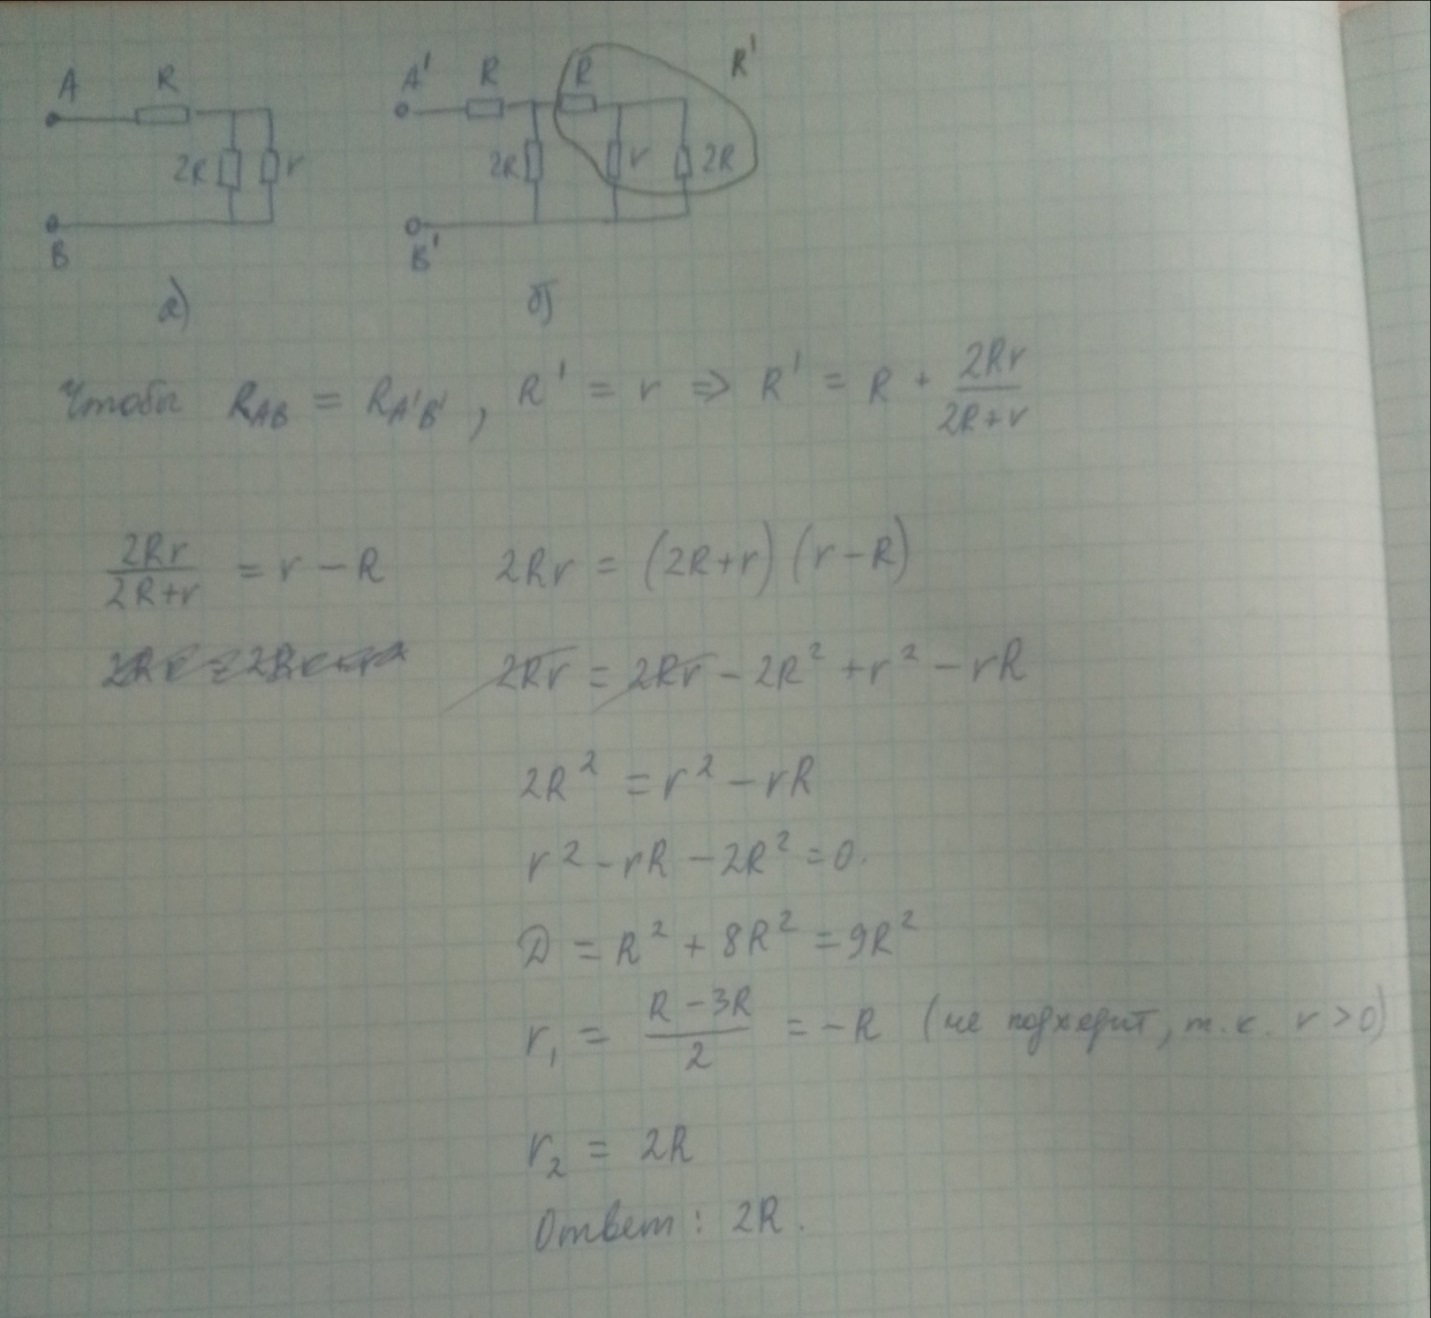 A R A' R R R'
2R r 2R r 2R
B B'
а) б)
Чтобы R_AB = R_A'B' , R' = r ⇒ R' = R + 2Rr/(2R+r)
2Rr/(2R+r) = r − R 2Rr = (2R+r)(r−R)
2Rr = 2Rr − 2R² + r² − rR
2R² = r² − rR
r² − rR − 2R² = 0.
D = R² + 8R² = 9R²
r₁ = (R − 3R)/2 = −R (не подходит, т.к. r > 0)
r₂ = 2R
Ответ: 2R.